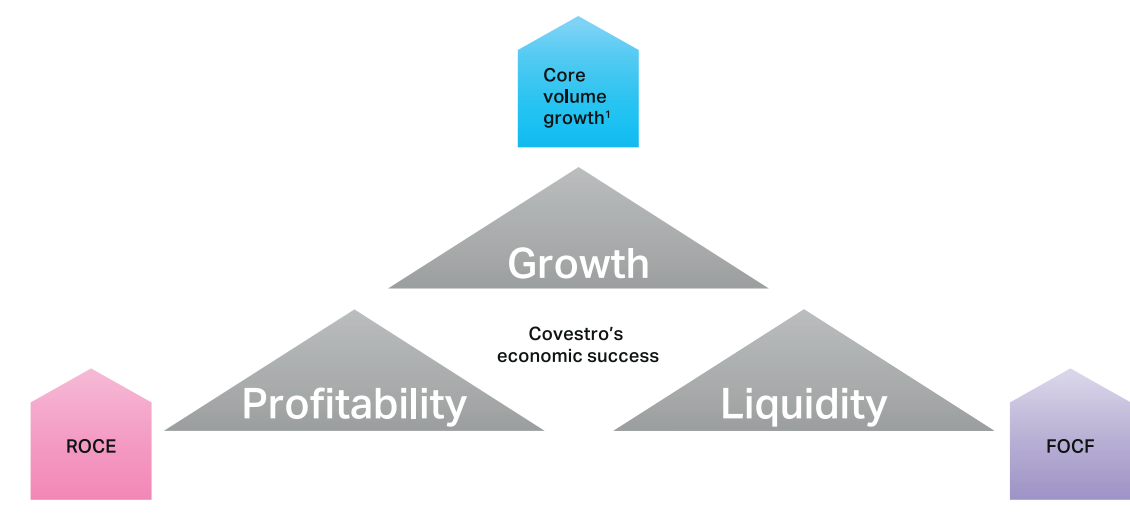 Core
volume
growth¹
Growth
Covestro's
economic success
Profitability
Liquidity
ROCE
FOCF